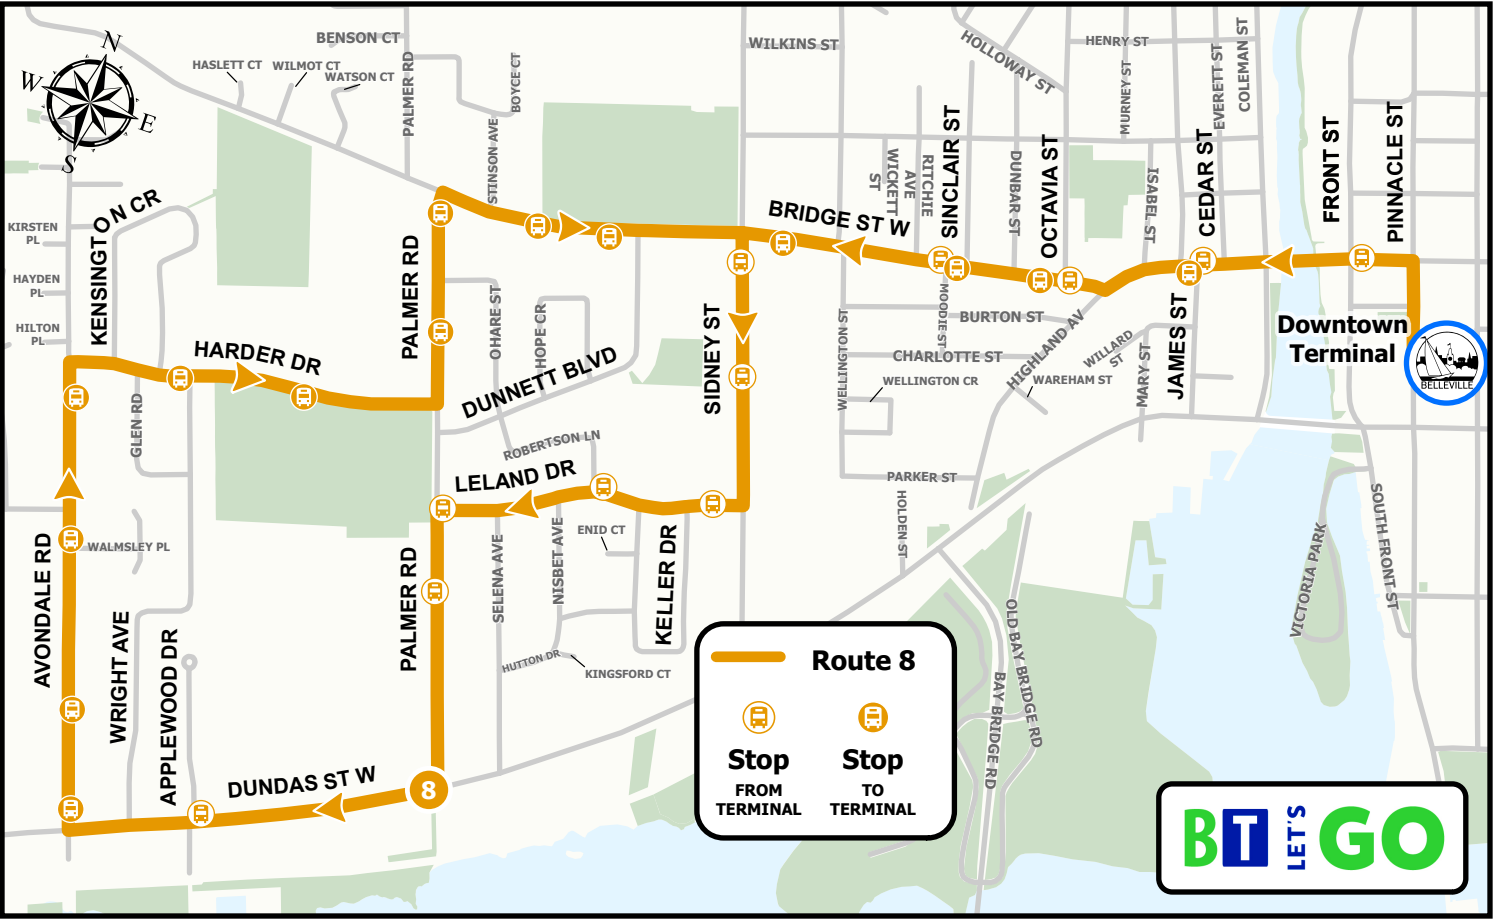 N
W
E
S
BENSON CT
HASLETT CT
WILMOT CT
WATSON CT
PALMER RD
BOYCE CT
STINSON AVE
WILKINS ST
HOLLOWAY ST
HENRY ST
MURNEY ST
EVERETT ST
COLEMAN ST
WICKETT
ST
RITCHIE
AVE
SINCLAIR ST
DUNBAR ST
OCTAVIA ST
ISABEL ST
CEDAR ST
FRONT ST
PINNACLE ST
BRIDGE ST W
KENSINGTON CR
KIRSTEN
PL
HAYDEN
PL
HILTON
PL
PALMER RD
HARDER DR
GLEN RD
OHARE ST
HOPE CR
DUNNETT BLVD
SIDNEY ST
ROBERTSON LN
LELAND DR
WELLINGTON ST
MOODIE ST
BURTON ST
CHARLOTTE ST
WELLINGTON CR
HIGHLAND AV
WAREHAM ST
WILLARD
ST
MARY ST
JAMES ST
Downtown
Terminal
BELLEVILLE
PARKER ST
HOLDEN ST
AVONDALE RD
WALMSLEY PL
WRIGHT AVE
APPLEWOOD DR
PALMER RD
SELENA AVE
NISBET AVE
ENID CT
KELLER DR
HUTTON DR
KINGSFORD CT
DUNDAS ST W
8
OLD BAY BRIDGE RD
BAY BRIDGE RD
VICTORIA PARK
SOUTH FRONT ST
Route 8
Stop
FROM
TERMINAL
Stop
TO
TERMINAL
BT LET'S GO